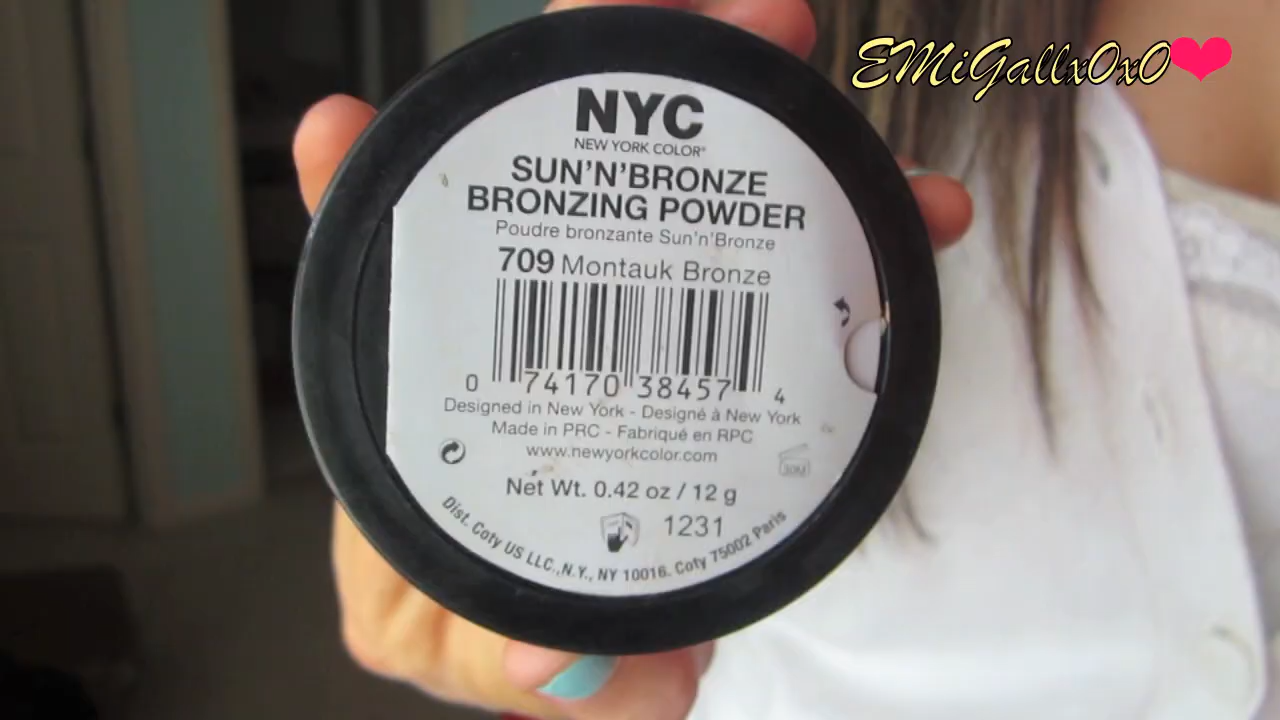 EMiGallxOxO
NYC
NEW YORK COLOR®
SUN'N'BRONZE
BRONZING POWDER
Poudre bronzante Sun'n'Bronze
709 Montauk Bronze
0 74170 38457 4
Designed in New York - Designé à New York
Made in PRC - Fabriqué en RPC
www.newyorkcolor.com
30M
Net Wt. 0.42 oz / 12 g
1231
Dist. Coty US LLC.,N.Y., NY 10016. Coty 75002 Paris